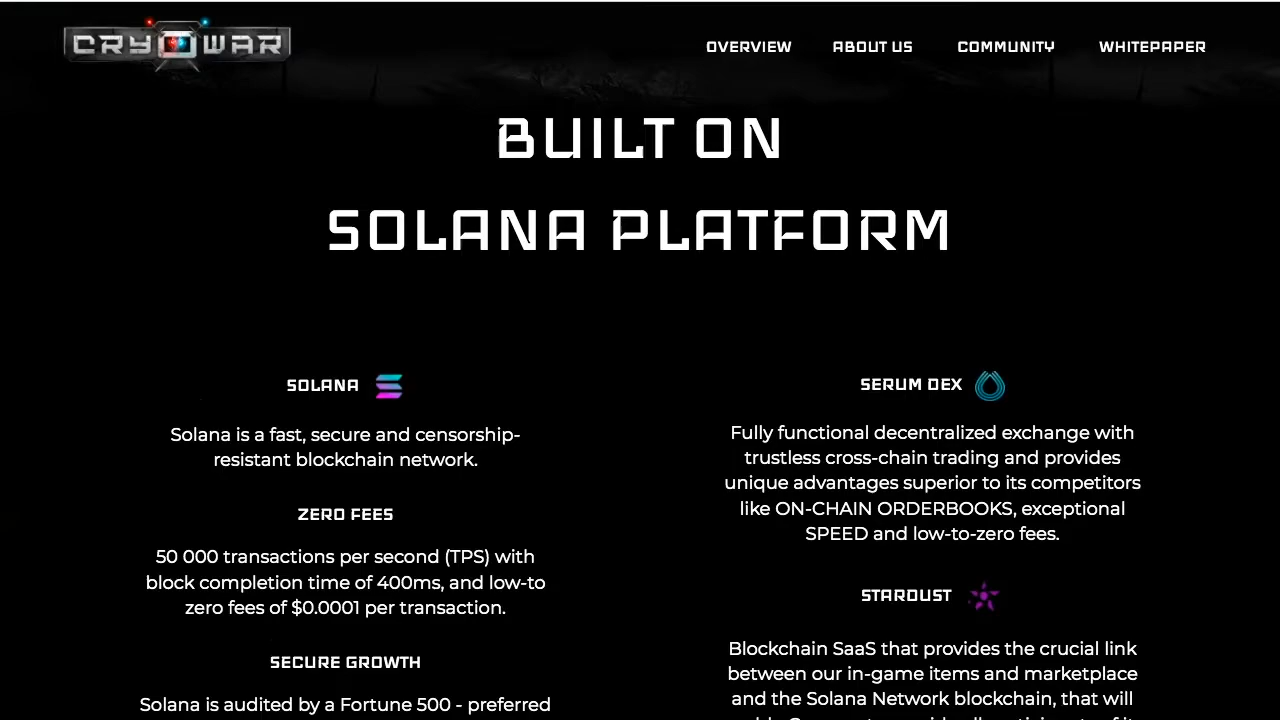 CRYOWAR
OVERVIEW ABOUT US COMMUNITY WHITEPAPER
BUILT ON
SOLANA PLATFORM
SOLANA
Solana is a fast, secure and censorship-
resistant blockchain network.
ZERO FEES
50 000 transactions per second (TPS) with
block completion time of 400ms, and low-to
zero fees of $0.0001 per transaction.
SECURE GROWTH
Solana is audited by a Fortune 500 - preferred
SERUM DEX
Fully functional decentralized exchange with
trustless cross-chain trading and provides
unique advantages superior to its competitors
like ON-CHAIN ORDERBOOKS, exceptional
SPEED and low-to-zero fees.
STARDUST
Blockchain SaaS that provides the crucial link
between our in-game items and marketplace
and the Solana Network blockchain, that will